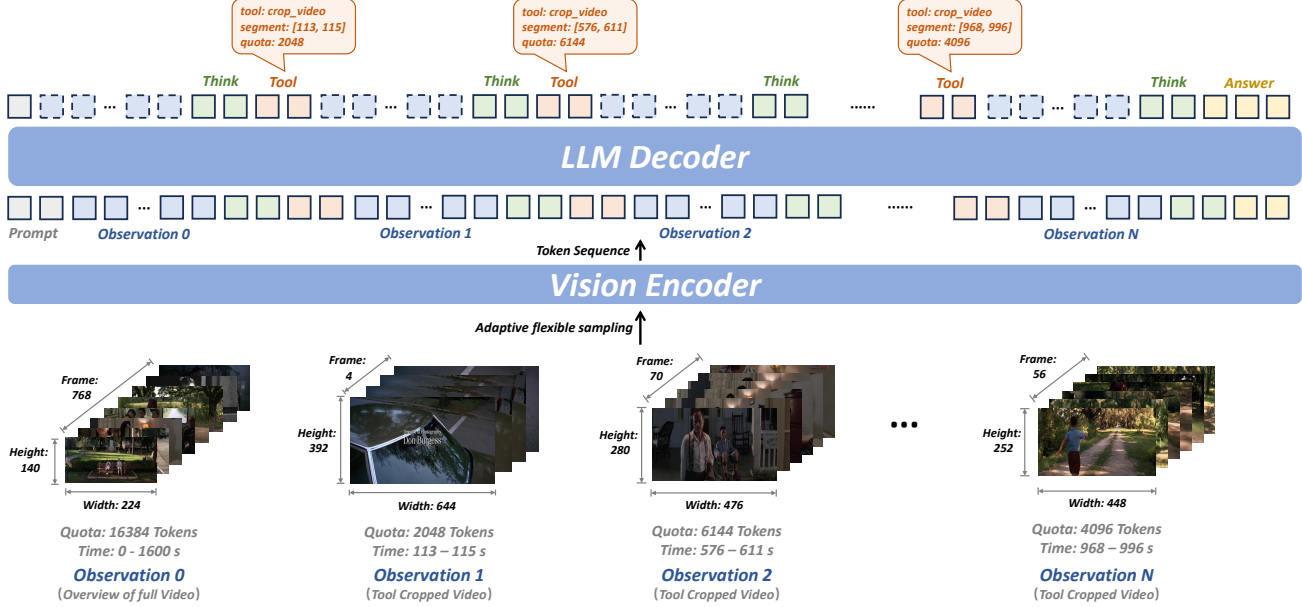 tool: crop_video
segment: [113, 115]
quota: 2048
tool: crop_video
segment: [576, 611]
quota: 6144
tool: crop_video
segment: [968, 996]
quota: 4096
Think Tool Think Tool Think Tool Think Answer
... ... ... ...... ...
LLM Decoder
... ... ... ...... ...
Prompt Observation 0 Observation 1 Observation 2 Observation N
Token Sequence
Vision Encoder
Adaptive flexible sampling
Frame:
768
Height:
140
Width: 224
Quota: 16384 Tokens
Time: 0 - 1600 s
Observation 0
(Overview of full Video)
Frame:
4
Height:
392
Don Burgess
Width: 644
Quota: 2048 Tokens
Time: 113 – 115 s
Observation 1
(Tool Cropped Video)
Frame:
70
Height:
280
Width: 476
Quota: 6144 Tokens
Time: 576 – 611 s
Observation 2
(Tool Cropped Video)
...
Frame:
56
Height:
252
Width: 448
Quota: 4096 Tokens
Time: 968 – 996 s
Observation N
(Tool Cropped Video)